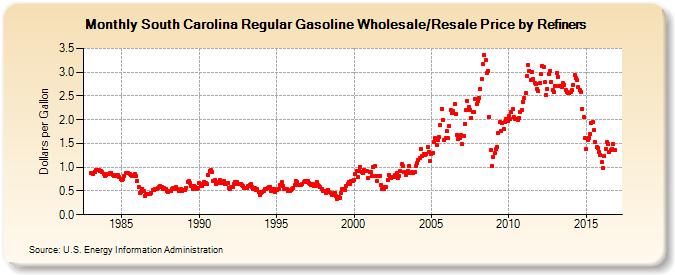 Monthly South Carolina Regular Gasoline Wholesale/Resale Price by Refiners
Dollars per Gallon
3.5
3.0
2.5
2.0
1.5
1.0
0.5
0.0
1985 1990 1995 2000 2005 2010 2015
Source: U.S. Energy Information Administration